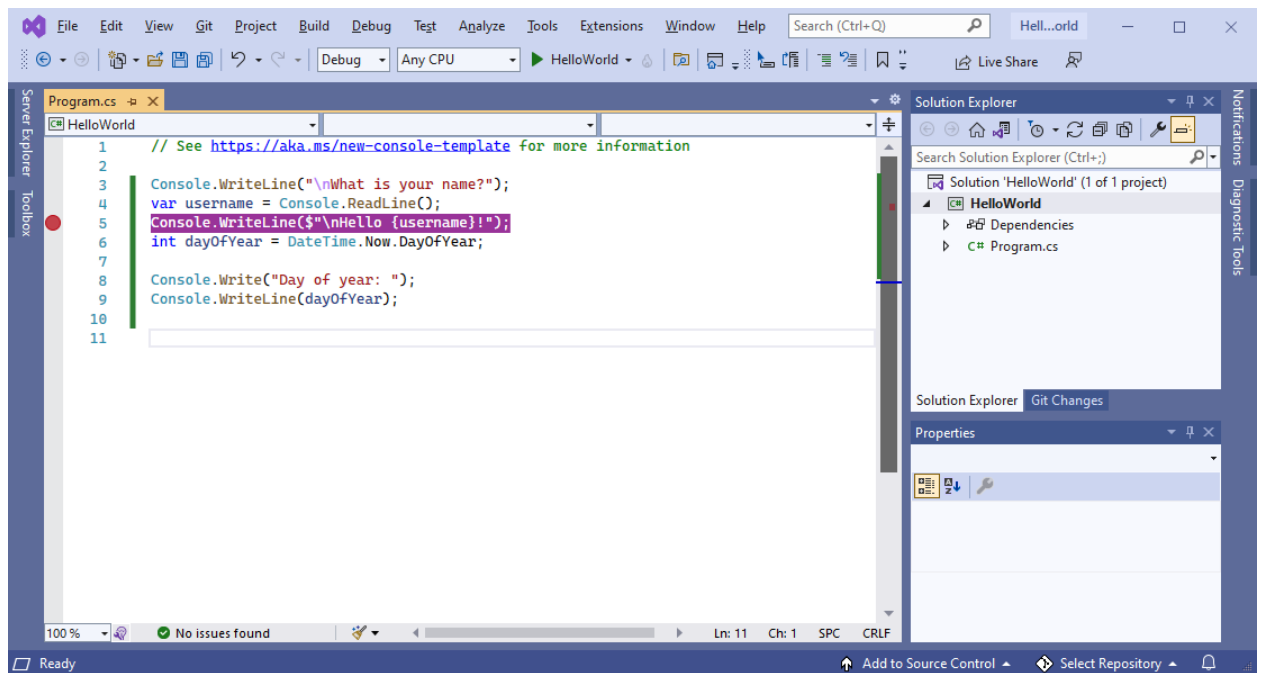 File Edit View Git Project Build Debug Test Analyze Tools Extensions Window Help Search (Ctrl+Q) Hell...orld
Debug Any CPU HelloWorld Live Share
Server Explorer
Toolbox
Program.cs
C# HelloWorld
1 // See https://aka.ms/new-console-template for more information
2
3 Console.WriteLine("\nWhat is your name?");
4 var username = Console.ReadLine();
5 Console.WriteLine($"\nHello {username}!");
6 int dayOfYear = DateTime.Now.DayOfYear;
7
8 Console.Write("Day of year: ");
9 Console.WriteLine(dayOfYear);
10
11
100 % No issues found Ln: 11 Ch: 1 SPC CRLF
Solution Explorer
Search Solution Explorer (Ctrl+;)
Solution 'HelloWorld' (1 of 1 project)
C# HelloWorld
Dependencies
C# Program.cs
Solution Explorer Git Changes
Properties
Notifications
Diagnostic Tools
Ready Add to Source Control Select Repository